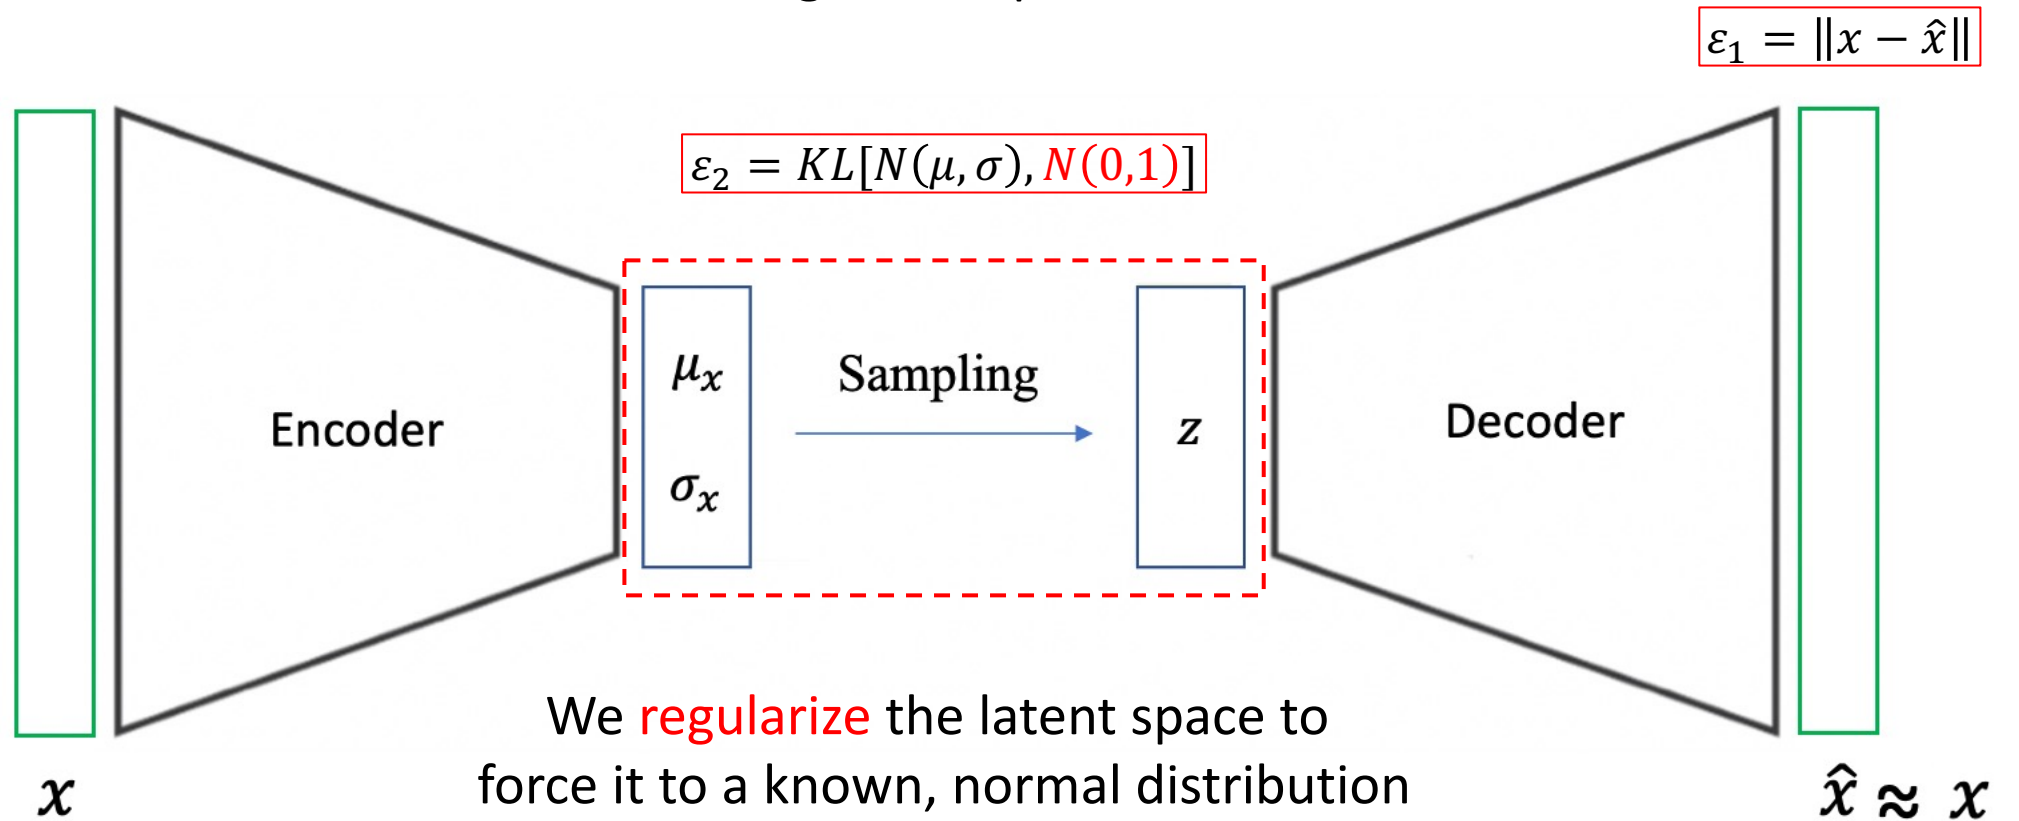 ε₁ = ‖x − x̂‖
ε₂ = KL[N(μ, σ), N(0,1)]
Encoder
μₓ
σₓ
Sampling
z
Decoder
We regularize the latent space to
force it to a known, normal distribution
x
x̂ ≈ x